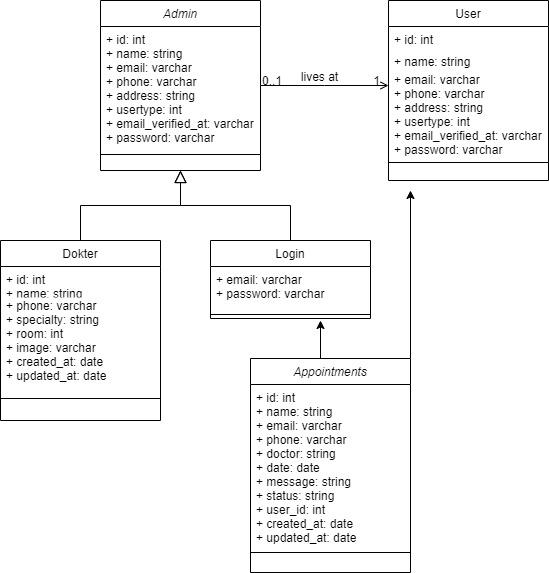 Admin
+ id: int
+ name: string
+ email: varchar
+ phone: varchar
+ address: string
+ usertype: int
+ email_verified_at: varchar
+ password: varchar
0..1
lives at
1
User
+ id: int
+ name: string
+ email: varchar
+ phone: varchar
+ address: string
+ usertype: int
+ email_verified_at: varchar
+ password: varchar
Dokter
+ id: int
+ name: string
+ phone: varchar
+ specialty: string
+ room: int
+ image: varchar
+ created_at: date
+ updated_at: date
Login
+ email: varchar
+ password: varchar
Appointments
+ id: int
+ name: string
+ email: varchar
+ phone: varchar
+ doctor: string
+ date: date
+ message: string
+ status: string
+ user_id: int
+ created_at: date
+ updated_at: date